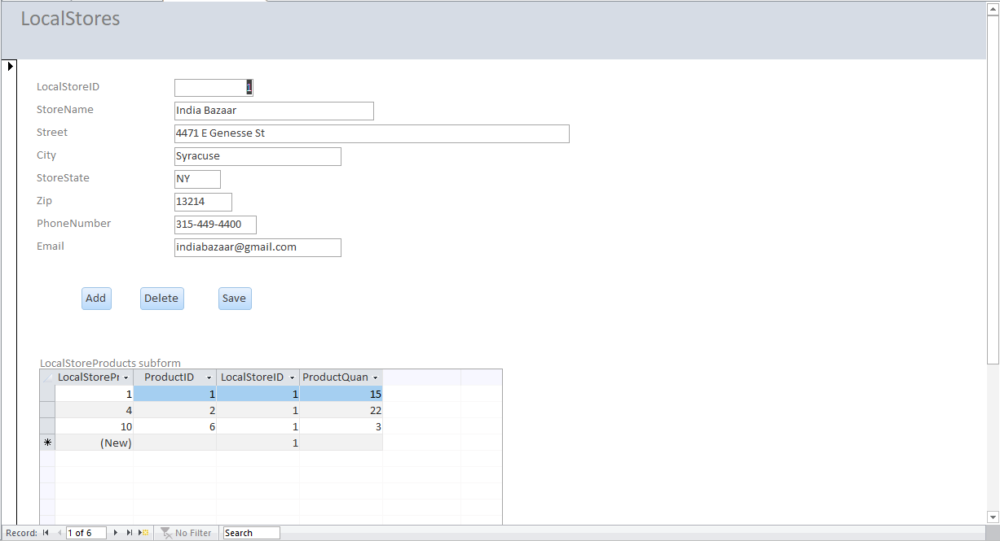 LocalStores
LocalStoreID 1
StoreName India Bazaar
Street 4471 E Genesse St
City Syracuse
StoreState NY
Zip 13214
PhoneNumber 315-449-4400
Email indiabazaar@gmail.com
Add Delete Save
LocalStoreProducts subform
LocalStorePr ProductID LocalStoreID ProductQuan
1 1 1 15
4 2 1 22
10 6 1 3
* (New) 1
Record: 1 of 6 No Filter Search